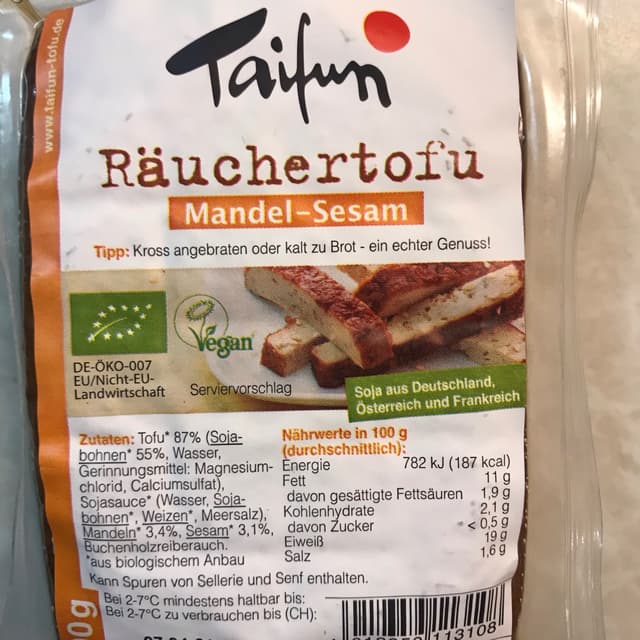 www.taifun-tofu.de
Taifun
Räuchertofu
Mandel-Sesam
Tipp: Kross angebraten oder kalt zu Brot - ein echter Genuss!
DE-ÖKO-007
EU/Nicht-EU-
Landwirtschaft
Vegan
Serviervorschlag
Soja aus Deutschland,
Österreich und Frankreich
Zutaten: Tofu* 87% (Soja-
bohnen* 55%, Wasser,
Gerinnungsmittel: Magnesium-
chlorid, Calciumsulfat),
Sojasauce* (Wasser, Soja-
bohnen*, Weizen*, Meersalz),
Mandeln* 3,4%, Sesam* 3,1%,
Buchenholzreiberauch.
*aus biologischem Anbau
Nährwerte in 100 g
(durchschnittlich):
Energie 782 kJ (187 kcal)
Fett 11 g
davon gesättigte Fettsäuren 1,9 g
Kohlenhydrate 2,1 g
davon Zucker < 0,5 g
Eiweiß 19 g
Salz 1,6 g
Kann Spuren von Sellerie und Senf enthalten.
Bei 2-7°C mindestens haltbar bis:
Bei 2-7°C zu verbrauchen bis (CH):
0g
113108